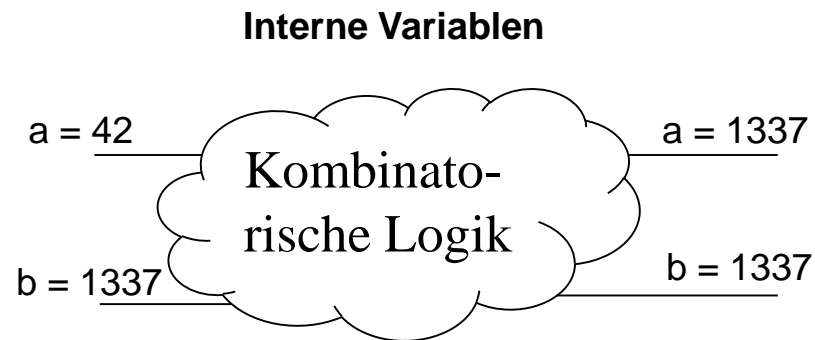 Interne Variablen
a = 42
a = 1337
Kombinato-
rische Logik
b = 1337
b = 1337